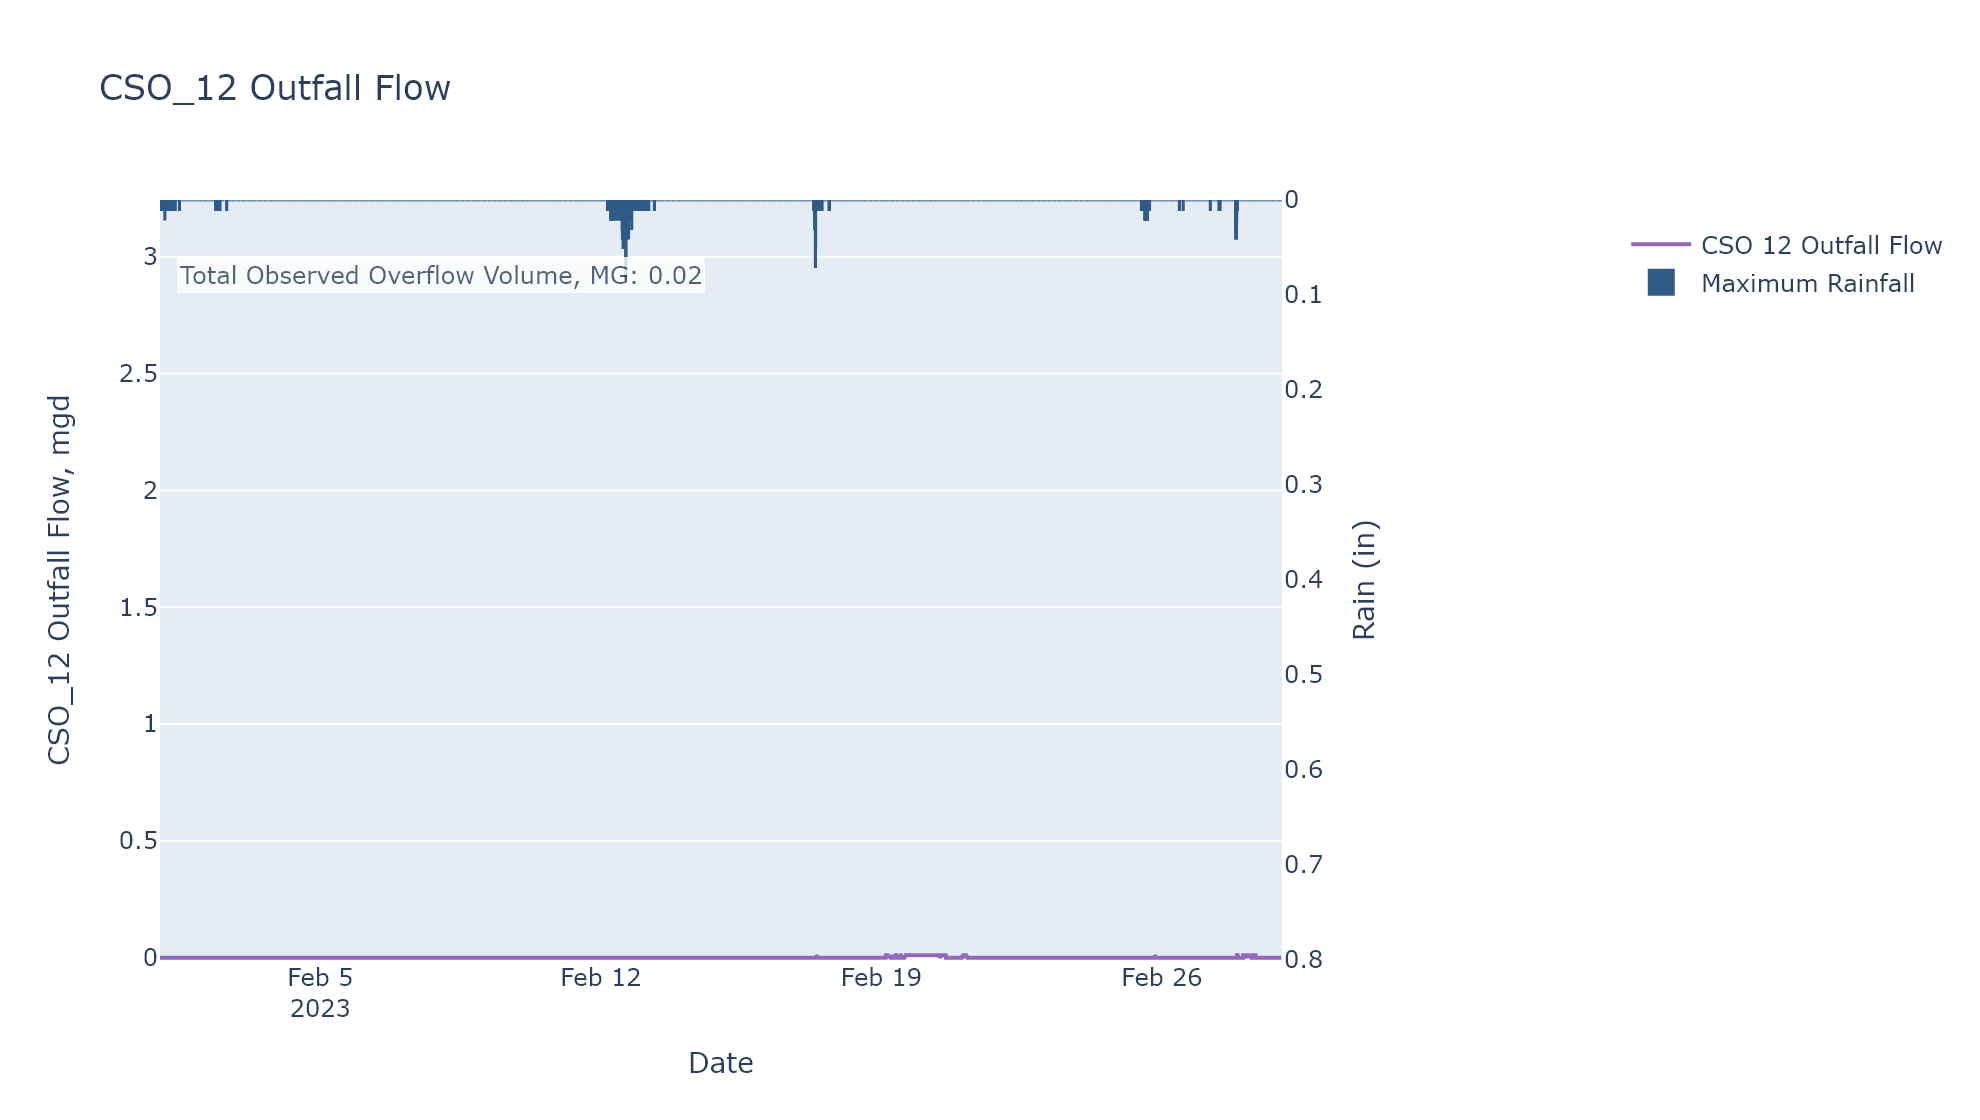 CSO_12 Outfall Flow
Total Observed Overflow Volume, MG: 0.02
3
2.5
2
1.5
1
0.5
0
CSO_12 Outfall Flow, mgd
0
0.1
0.2
0.3
0.4
0.5
0.6
0.7
0.8
Rain (in)
Feb 5
2023
Feb 12
Feb 19
Feb 26
Date
CSO 12 Outfall Flow
Maximum Rainfall